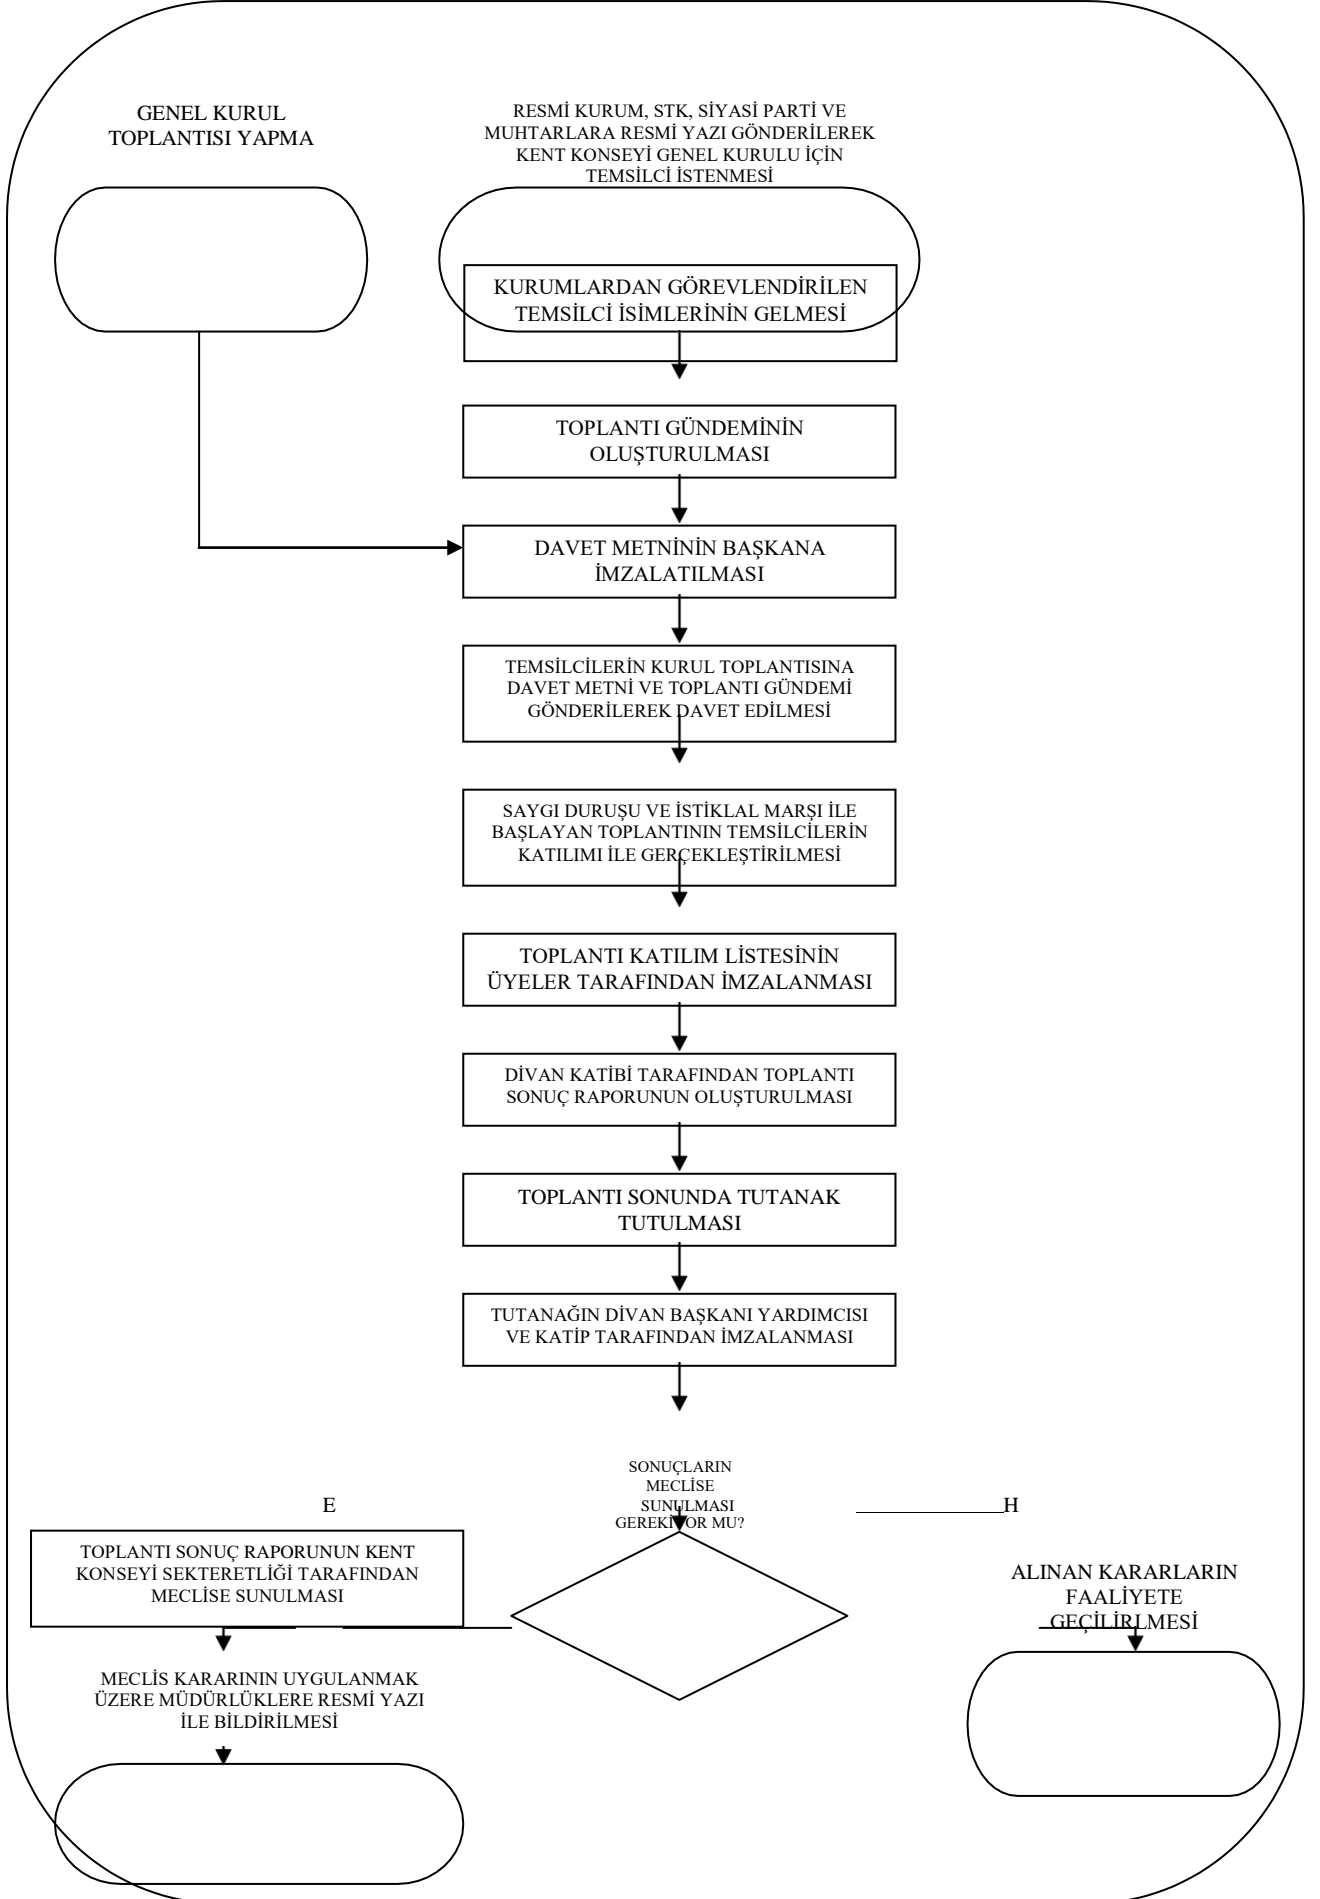 GENEL KURUL
TOPLANTISI YAPMA
RESMİ KURUM, STK, SİYASİ PARTİ VE
MUHTARLARA RESMİ YAZI GÖNDERİLEREK
KENT KONSEYİ GENEL KURULU İÇİN
TEMSİLCİ İSTENMESİ
KURUMLARDAN GÖREVLENDİRİLEN
TEMSİLCİ İSİMLERİNİN GELMESİ
TOPLANTI GÜNDEMİNİN
OLUŞTURULMASI
DAVET METNİNİN BAŞKANA
İMZALATILMASI
TEMSİLCİLERİN KURUL TOPLANTISINA
DAVET METNİ VE TOPLANTI GÜNDEMİ
GÖNDERİLEREK DAVET EDİLMESİ
SAYGI DURUŞU VE İSTİKLAL MARŞI İLE
BAŞLAYAN TOPLANTININ TEMSİLCİLERİN
KATILIMI İLE GERÇEKLEŞTİRİLMESİ
TOPLANTI KATILIM LİSTESİNİN
ÜYELER TARAFINDAN İMZALANMASI
DİVAN KATİBİ TARAFINDAN TOPLANTI
SONUÇ RAPORUNUN OLUŞTURULMASI
TOPLANTI SONUNDA TUTANAK
TUTULMASI
TUTANAĞIN DİVAN BAŞKANI YARDIMCISI
VE KATİP TARAFINDAN İMZALANMASI
SONUÇLARIN
MECLİSE
SUNULMASI
GEREKİYOR MU?
E
H
TOPLANTI SONUÇ RAPORUNUN KENT
KONSEYİ SEKTERETLİĞİ TARAFINDAN
MECLİSE SUNULMASI
ALINAN KARARLARIN
FAALİYETE
GEÇİLİRLMESİ
MECLİS KARARININ UYGULANMAK
ÜZERE MÜDÜRLÜKLERE RESMİ YAZI
İLE BİLDİRİLMESİ